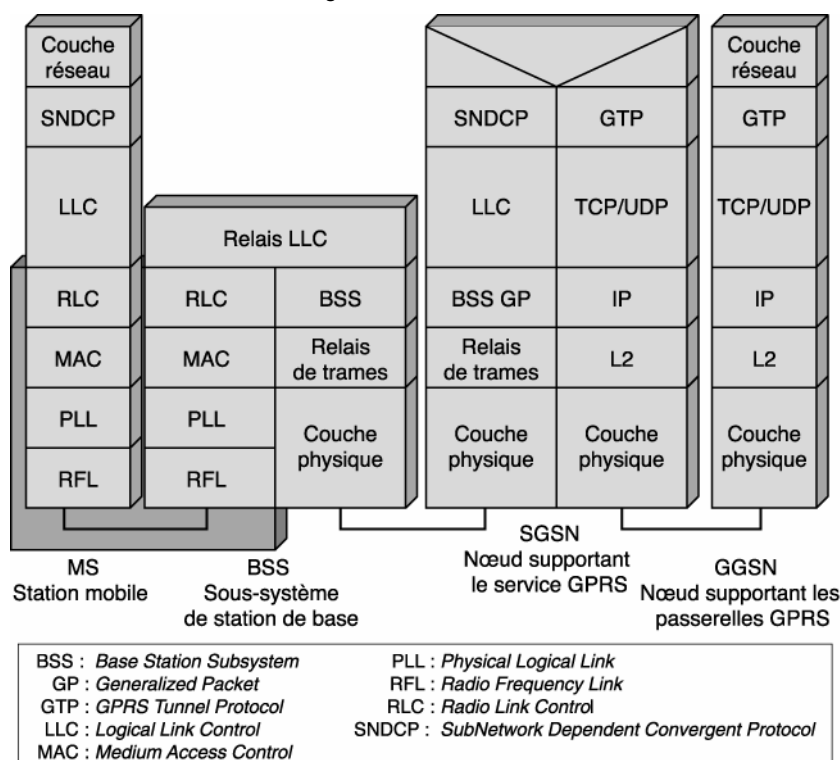 Couche
réseau
SNDCP
LLC
RLC
MAC
PLL
RFL
Relais LLC
RLC
MAC
PLL
RFL
BSS
Relais
de trames
Couche
physique
SNDCP
LLC
BSS GP
Relais
de trames
Couche
physique
GTP
TCP/UDP
IP
L2
Couche
physique
Couche
réseau
GTP
TCP/UDP
IP
L2
Couche
physique
MS
Station mobile
BSS
Sous-système
de station de base
SGSN
Nœud supportant
le service GPRS
GGSN
Nœud supportant les
passerelles GPRS
BSS : Base Station Subsystem
GP : Generalized Packet
GTP : GPRS Tunnel Protocol
LLC : Logical Link Control
MAC : Medium Access Control
PLL : Physical Logical Link
RFL : Radio Frequency Link
RLC : Radio Link Control
SNDCP : SubNetwork Dependent Convergent Protocol